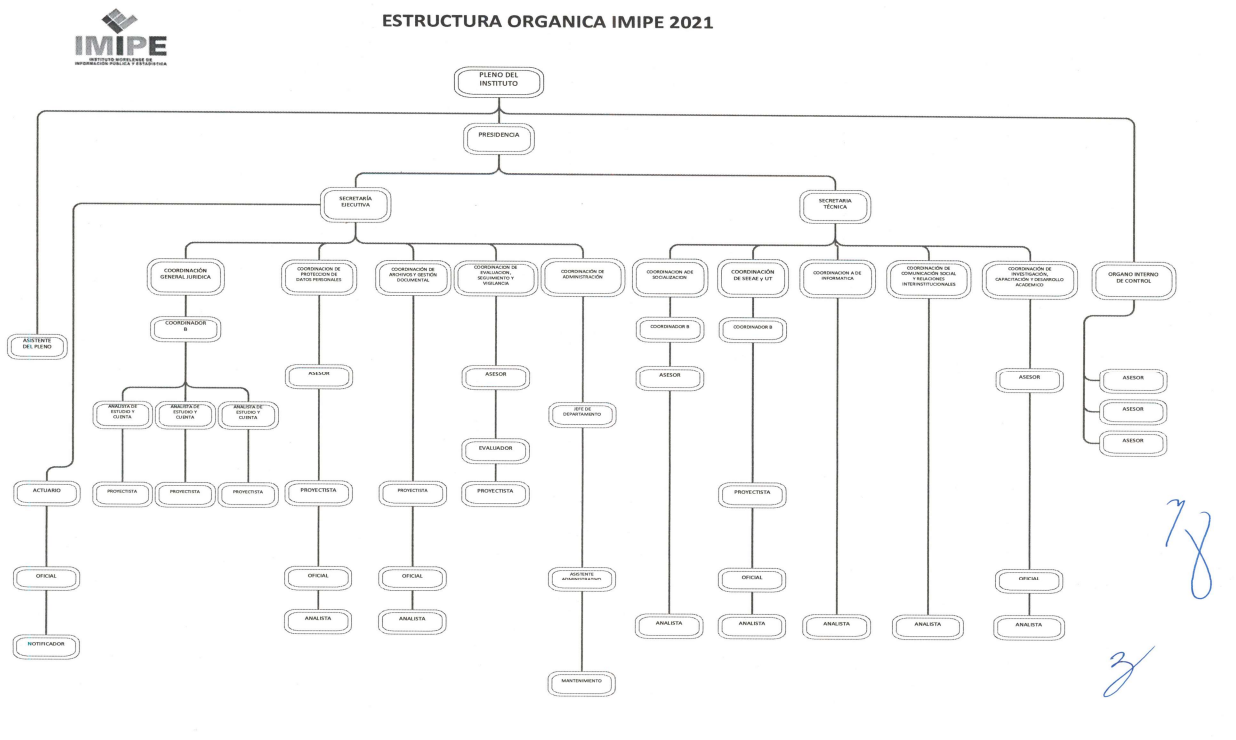 ESTRUCTURA ORGANICA IMIPE 2021
IMIPE
INSTITUTO MORELENSE DE
INFORMACIÓN PÚBLICA Y ESTADÍSTICA
PLENO DEL
INSTITUTO
PRESIDENCIA
SECRETARÍA
EJECUTIVA
SECRETARIA
TÉCNICA
COORDINACIÓN
GENERAL JURIDICA
COORDINACION DE
PROTECCION DE
DATOS PERSONALES
COORDINACIÓN DE
ARCHIVOS Y GESTIÓN
DOCUMENTAL
COORDINACION DE
EVALUACION,
SEGUIMIENTO Y
VIGILANCIA
COORDINACIÓN DE
ADMINISTRACIÓN
COORDINACION ADE
SOCIALIZACION
COORDINACIÓN
DE SEEAE y UT
COORDINACION A DE
INFORMATICA
COORDINACIÓN DE
COMUNICACIÓN SOCIAL
Y RELACIONES
INTERINSTITUCIONALES
COORDINACIÓN DE
INVESTIGACIÓN,
CAPACITACIÓN Y DESARROLLO
ACADEMICO
ORGANO INTERNO
DE CONTROL
ASISTENTE
DEL PLENO
COORDINADOR
B
COORDINADOR B
COORDINADOR B
ASESOR
ASESOR
ASESOR
ASESOR
ASESOR
ASESOR
ASESOR
ANALISTA DE
ESTUDIO Y
CUENTA
ANALISTA DE
ESTUDIO Y
CUENTA
ANALISTA DE
ESTUDIO Y
CUENTA
JEFE DE
DEPARTAMENTO
EVALUADOR
ACTUARIO
PROYECTISTA
PROYECTISTA
PROYECTISTA
PROYECTISTA
PROYECTISTA
PROYECTISTA
PROYECTISTA
OFICIAL
OFICIAL
OFICIAL
ASISTENTE
ADMINISTRATIVO
OFICIAL
OFICIAL
NOTIFICADOR
ANALISTA
ANALISTA
ANALISTA
ANALISTA
ANALISTA
ANALISTA
ANALISTA
MANTENIMIENTO